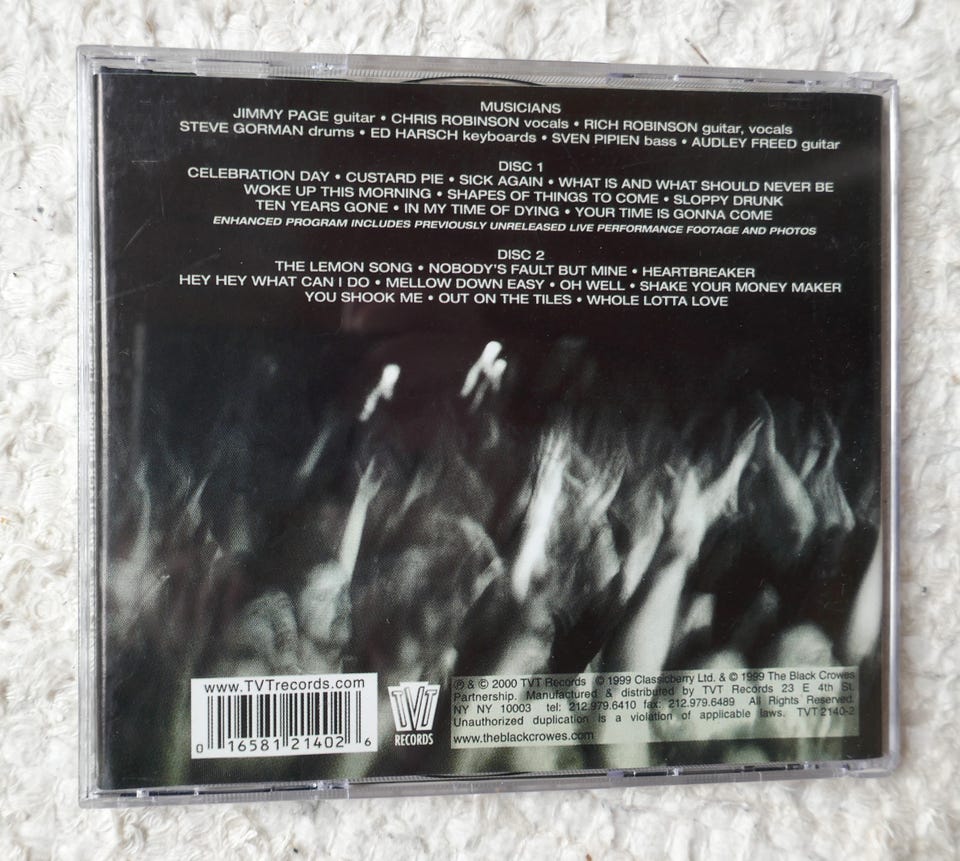 MUSICIANS
JIMMY PAGE guitar • CHRIS ROBINSON vocals • RICH ROBINSON guitar, vocals
STEVE GORMAN drums • ED HARSCH keyboards • SVEN PIPIEN bass • AUDLEY FREED guitar
DISC 1
CELEBRATION DAY • CUSTARD PIE • SICK AGAIN • WHAT IS AND WHAT SHOULD NEVER BE
WOKE UP THIS MORNING • SHAPES OF THINGS TO COME • SLOPPY DRUNK
TEN YEARS GONE • IN MY TIME OF DYING • YOUR TIME IS GONNA COME
ENHANCED PROGRAM INCLUDES PREVIOUSLY UNRELEASED LIVE PERFORMANCE FOOTAGE AND PHOTOS
DISC 2
THE LEMON SONG • NOBODY'S FAULT BUT MINE • HEARTBREAKER
HEY HEY WHAT CAN I DO • MELLOW DOWN EASY • OH WELL • SHAKE YOUR MONEY MAKER
YOU SHOOK ME • OUT ON THE TILES • WHOLE LOTTA LOVE
www.TVTrecords.com
0 16581 21402 6
TVT
RECORDS
℗ & © 2000 TVT Records © 1999 Classicberry Ltd. & © 1999 The Black Crowes
Partnership. Manufactured & distributed by TVT Records 23 E 4th St.
NY NY 10003 tel: 212.979.6410 fax: 212.979.6489 All Rights Reserved.
Unauthorized duplication is a violation of applicable laws. TVT 2140-2
www.theblackcrowes.com